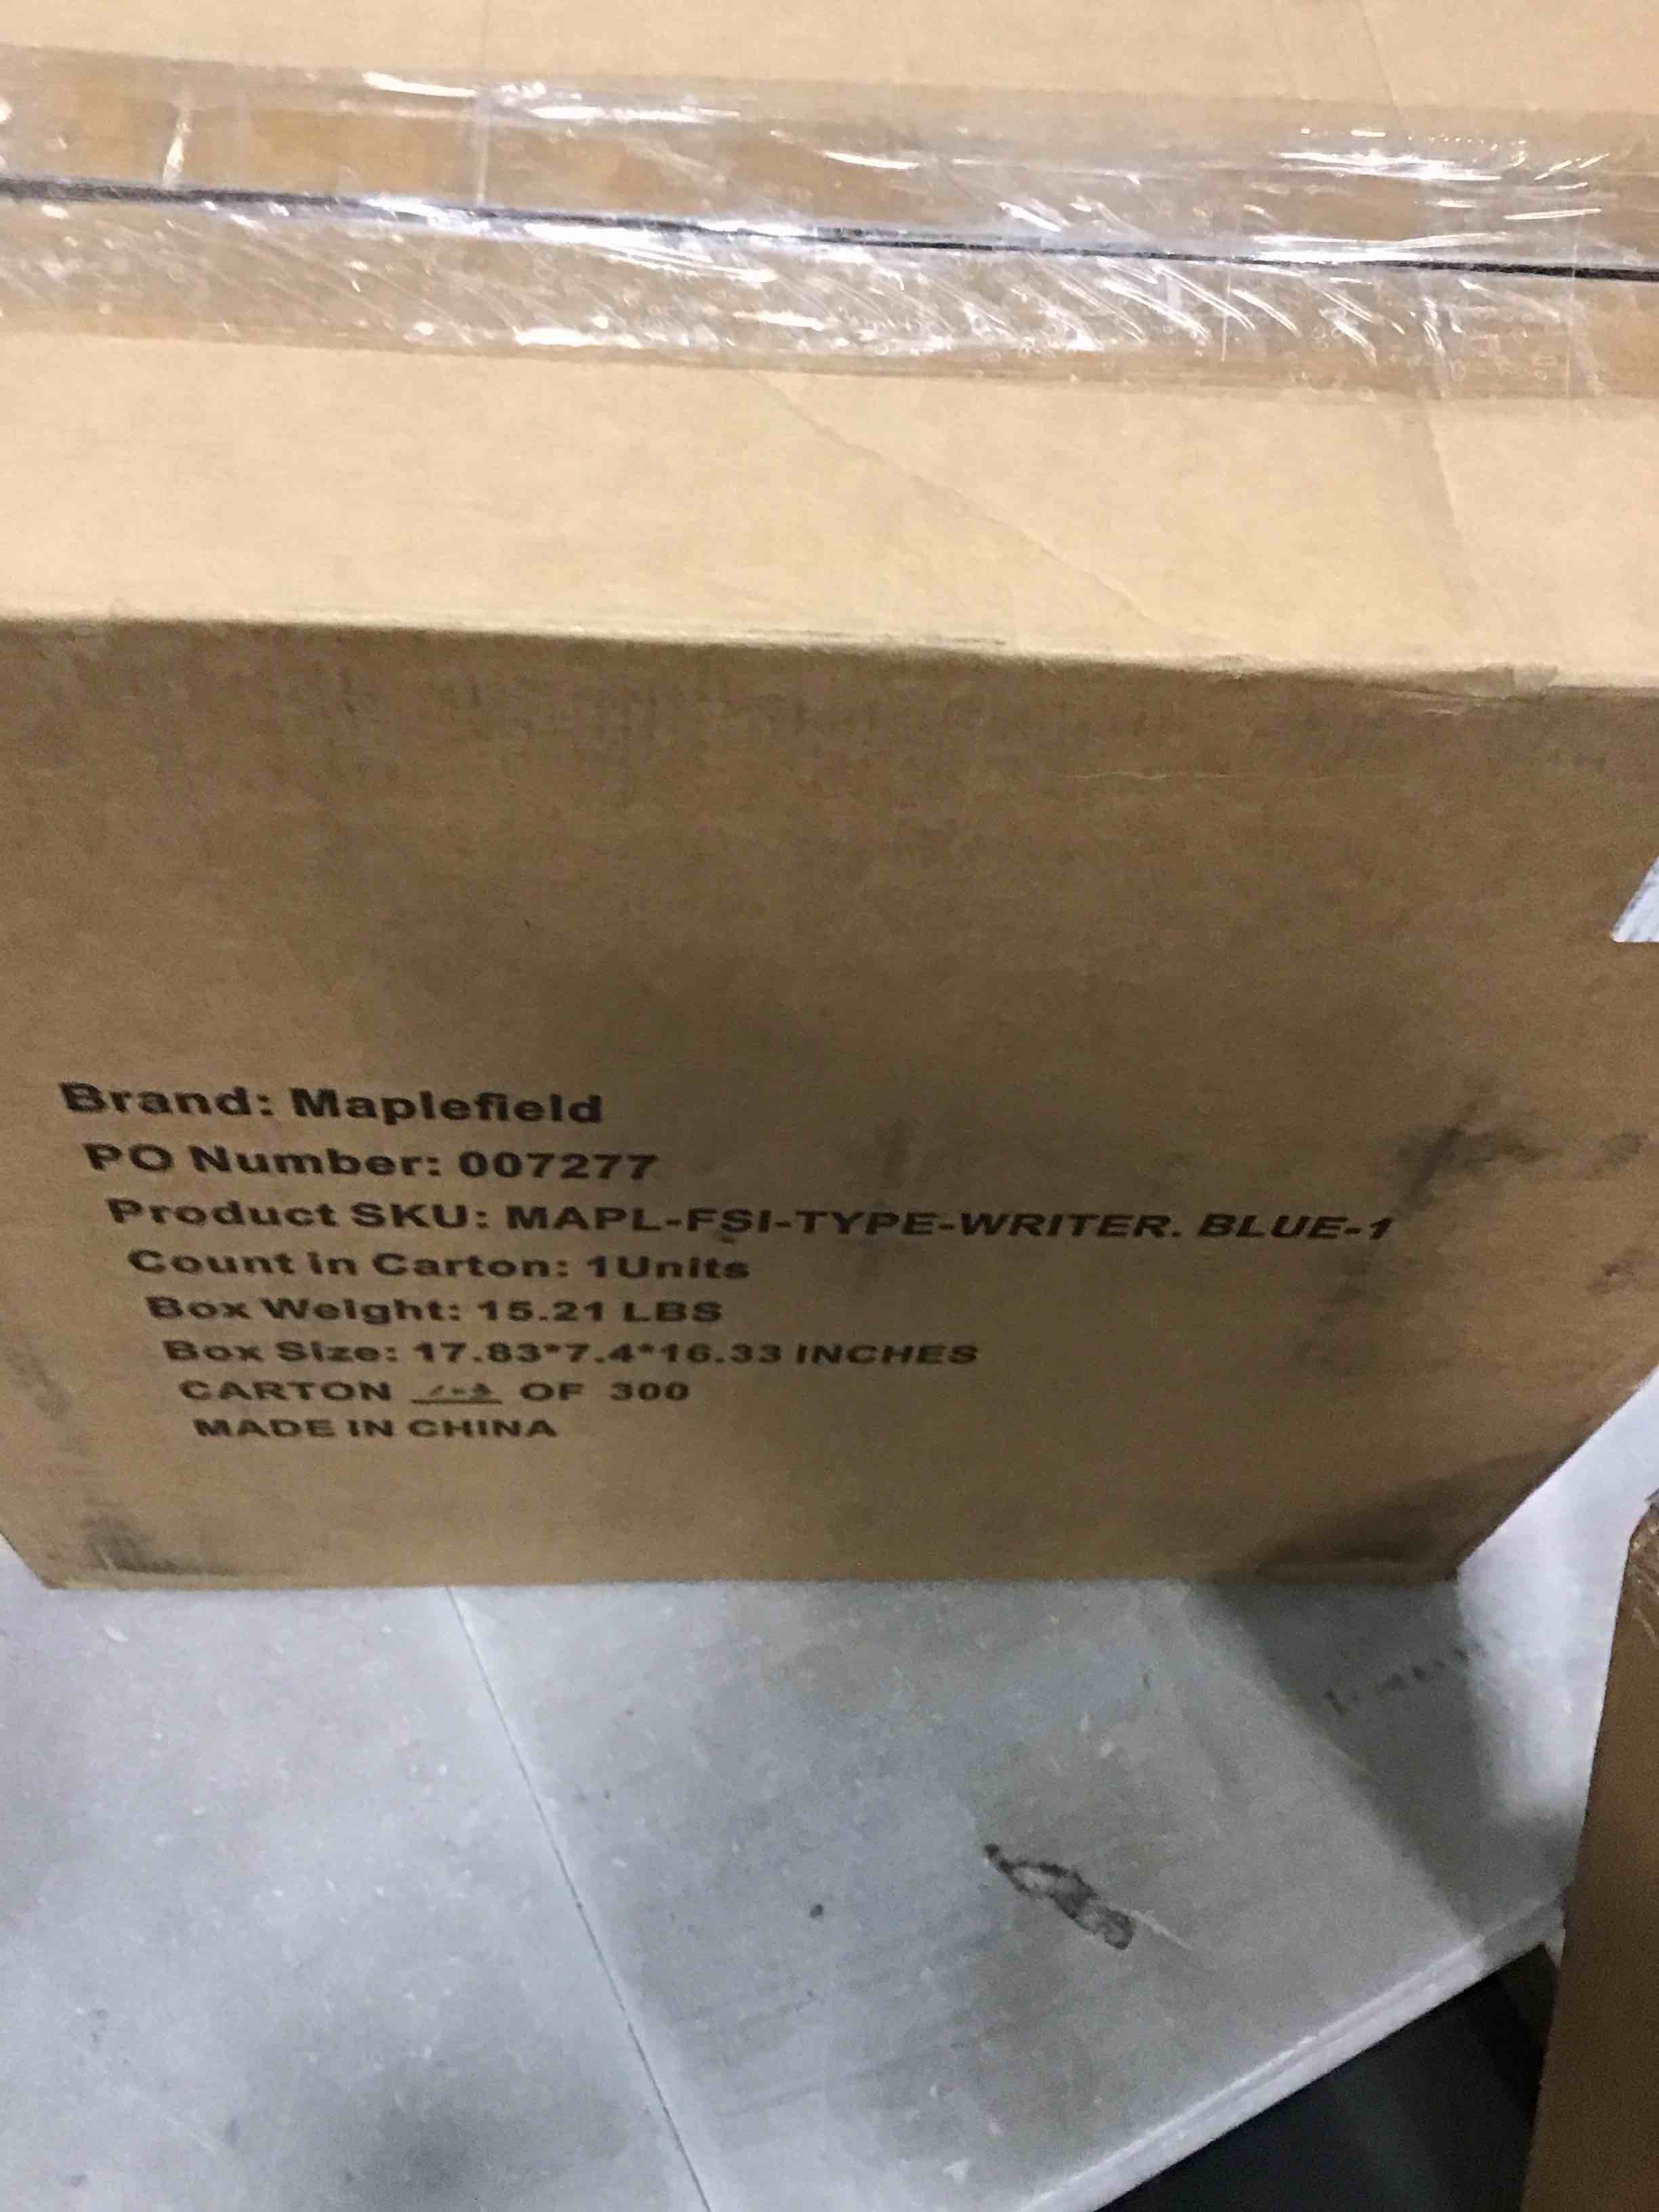 Brand: Maplefield
PO Number: 007277
Product SKU: MAPL-FSI-TYPE-WRITER. BLUE-1
Count in Carton: 1Units
Box Weight: 15.21 LBS
Box Size: 17.83*7.4*16.33 INCHES
CARTON OF 300
MADE IN CHINA